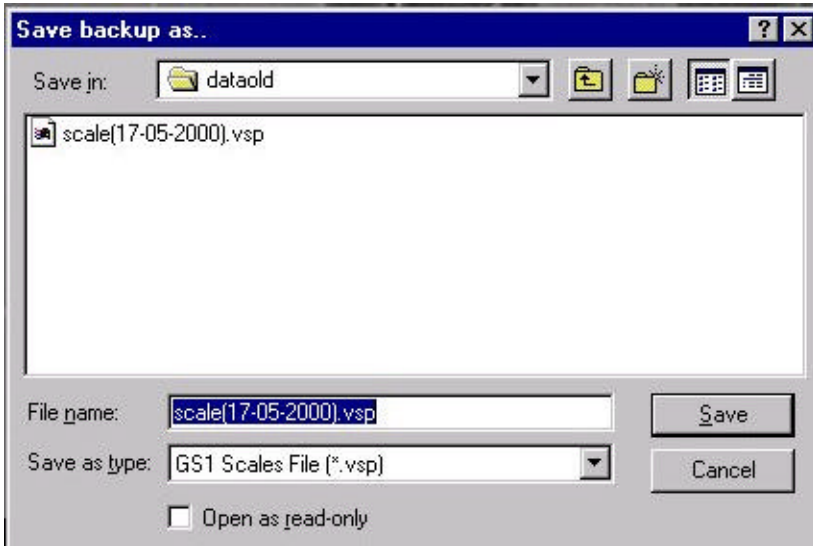 Save backup as..
Save in: dataold
scale(17-05-2000).vsp
File name: scale(17-05-2000).vsp Save
Save as type: GS1 Scales File (*.vsp) Cancel
Open as read-only